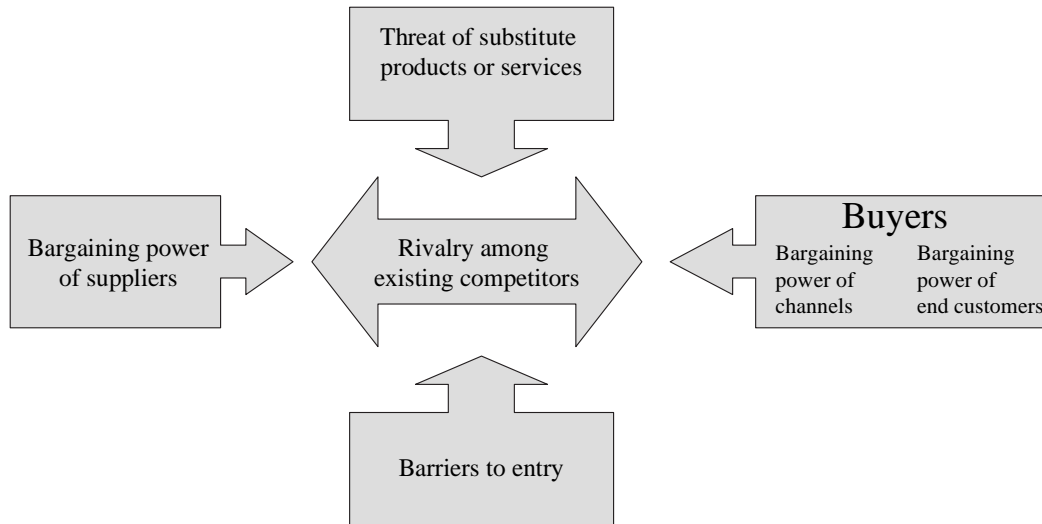 Threat of substitute
products or services
Bargaining power
of suppliers
Rivalry among
existing competitors
Buyers
Bargaining
power of
channels
Bargaining
power of
end customers
Barriers to entry